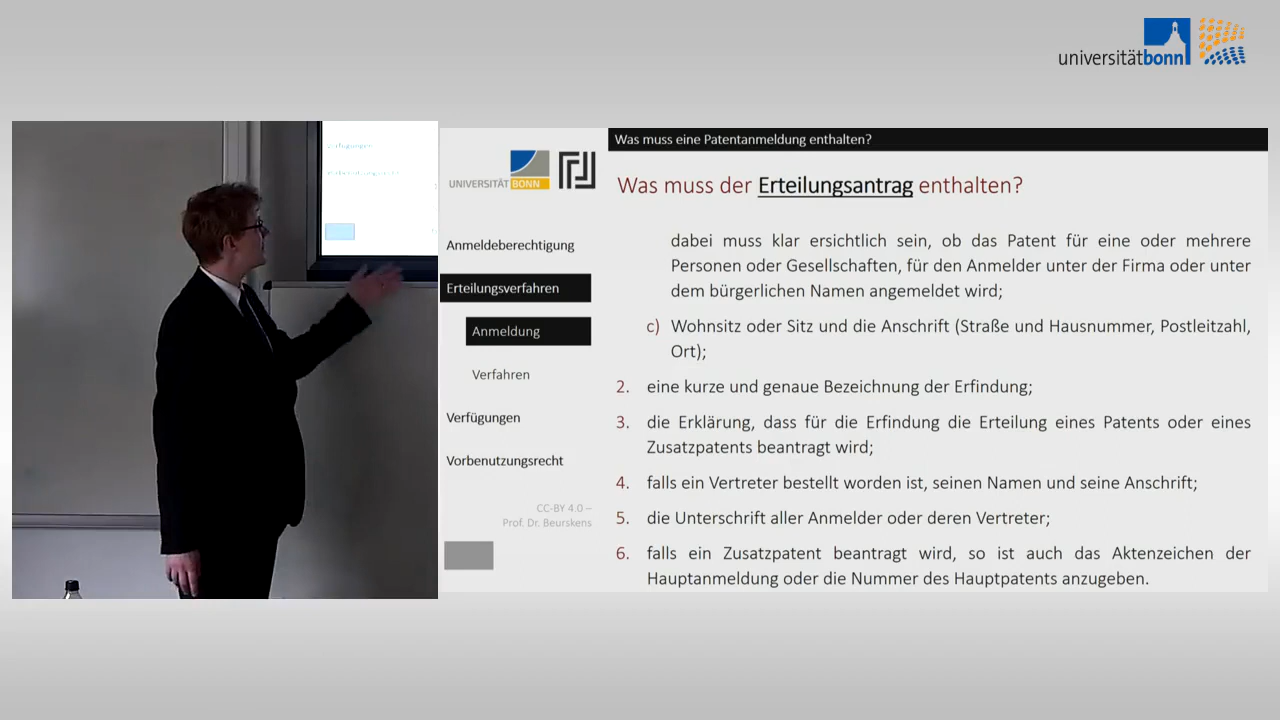 universitätbonn
Was muss eine Patentanmeldung enthalten?
UNIVERSITÄT BONN
Was muss der Erteilungsantrag enthalten?
Anmeldeberechtigung
Erteilungsverfahren
Anmeldung
Verfahren
Verfügungen
Vorbenutzungsrecht
CC-BY 4.0 –
Prof. Dr. Beurskens
dabei muss klar ersichtlich sein, ob das Patent für eine oder mehrere
Personen oder Gesellschaften, für den Anmelder unter der Firma oder unter
dem bürgerlichen Namen angemeldet wird;
c) Wohnsitz oder Sitz und die Anschrift (Straße und Hausnummer, Postleitzahl,
Ort);
2. eine kurze und genaue Bezeichnung der Erfindung;
3. die Erklärung, dass für die Erfindung die Erteilung eines Patents oder eines
Zusatzpatents beantragt wird;
4. falls ein Vertreter bestellt worden ist, seinen Namen und seine Anschrift;
5. die Unterschrift aller Anmelder oder deren Vertreter;
6. falls ein Zusatzpatent beantragt wird, so ist auch das Aktenzeichen der
Hauptanmeldung oder die Nummer des Hauptpatents anzugeben.
Verfügungen